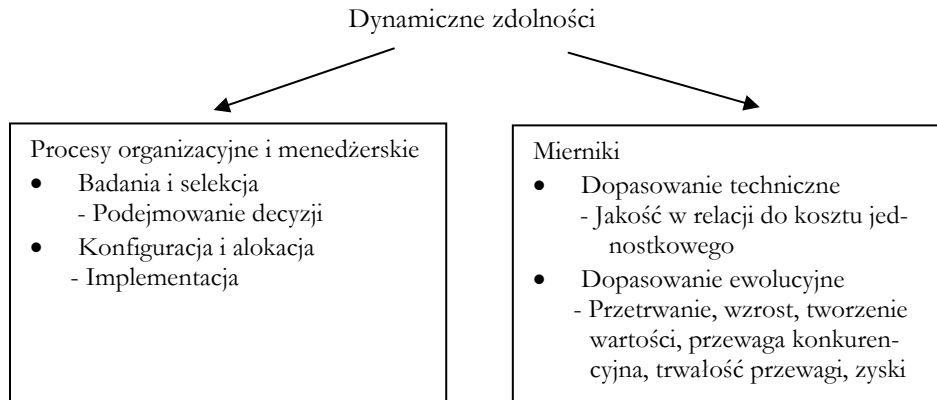 Dynamiczne zdolności
Procesy organizacyjne i menedżerskie
• Badania i selekcja
- Podejmowanie decyzji
• Konfiguracja i alokacja
- Implementacja
Mierniki
• Dopasowanie techniczne
- Jakość w relacji do kosztu jed-
nostkowego
• Dopasowanie ewolucyjne
- Przetrwanie, wzrost, tworzenie
wartości, przewaga konkuren-
cyjna, trwałość przewagi, zyski